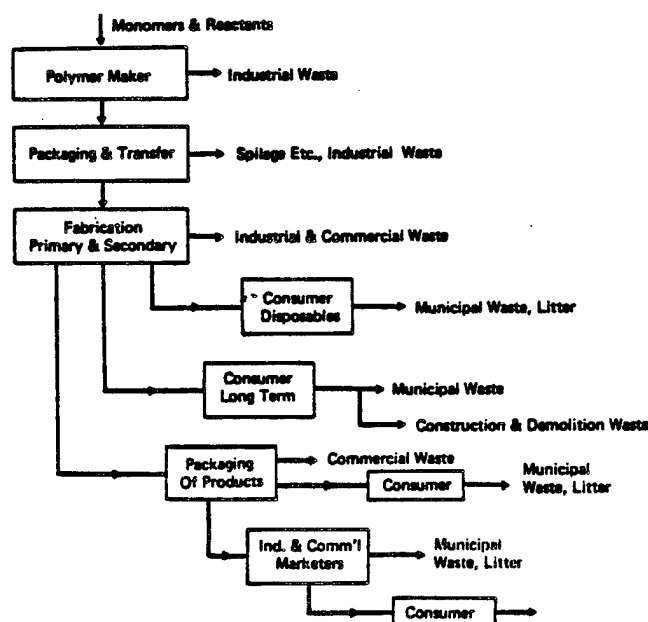 Monomers & Reactants
Polymer Maker
Industrial Waste
Packaging & Transfer
Spilage Etc., Industrial Waste
Fabrication
Primary & Secondary
Industrial & Commercial Waste
Consumer
Disposables
Municipal Waste, Litter
Consumer
Long Term
Municipal Waste
Construction & Demolition Waste
Packaging
Of Products
Commercial Waste
Consumer
Municipal
Waste, Litter
Ind. & Comm'l
Marketers
Municipal
Waste, Litter
Consumer